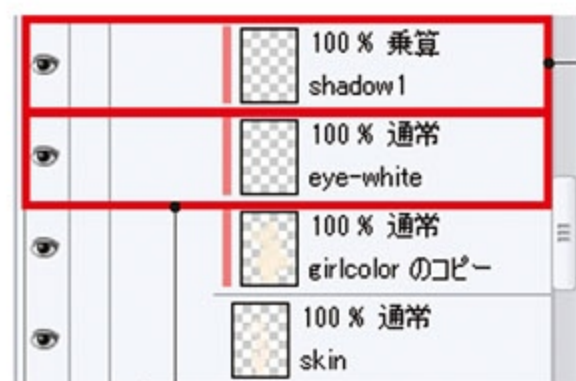 100 % 乗算
shadow1
100 % 通常
eye-white
100 % 通常
girlcolor のコピー
100 % 通常
skin